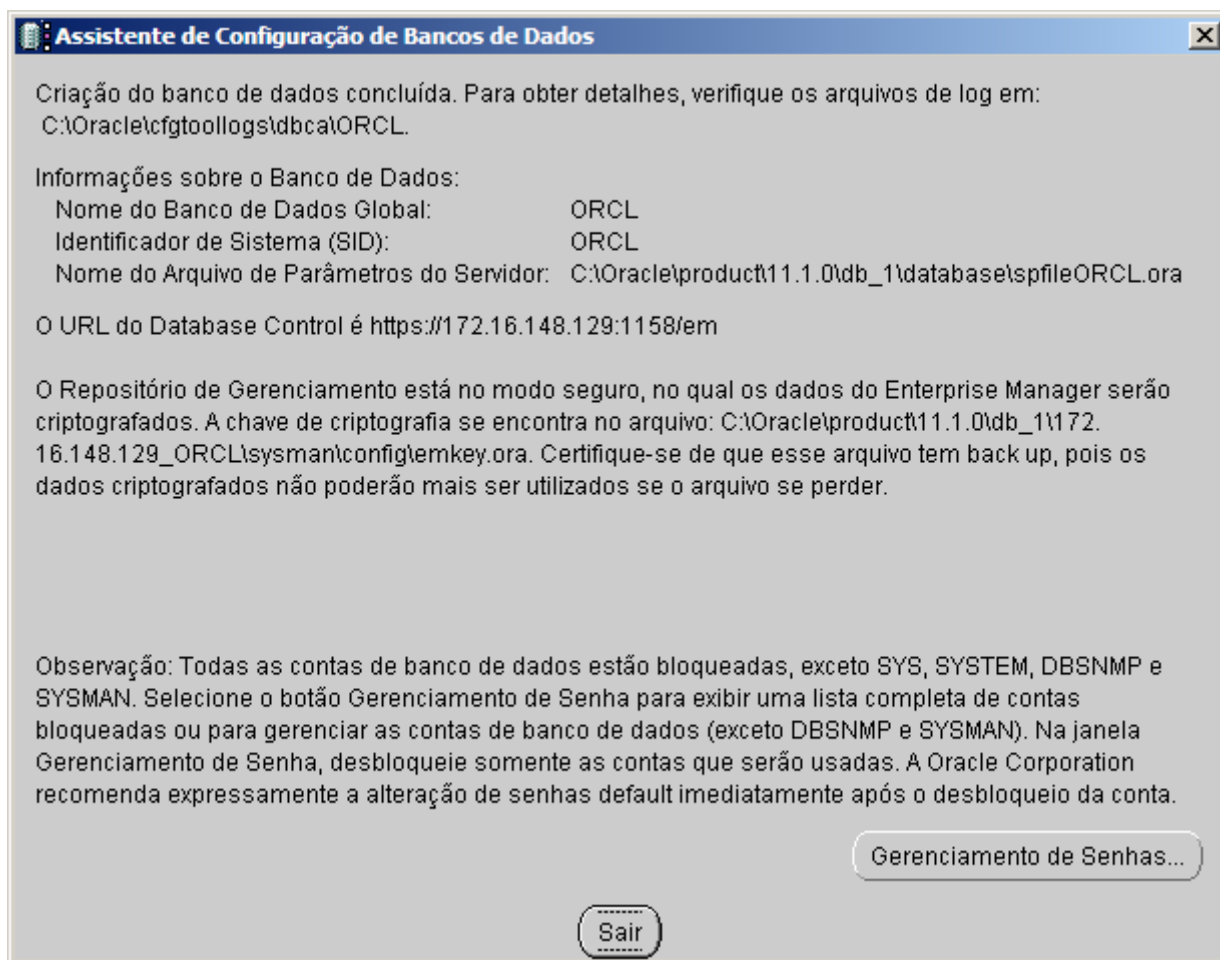 Assistente de Configuração de Bancos de Dados
Criação do banco de dados concluída. Para obter detalhes, verifique os arquivos de log em:
C:\Oracle\cfgtoollogs\dbca\ORCL.
Informações sobre o Banco de Dados:
Nome do Banco de Dados Global: ORCL
Identificador de Sistema (SID): ORCL
Nome do Arquivo de Parâmetros do Servidor: C:\Oracle\product\11.1.0\db_1\database\spfileORCL.ora
O URL do Database Control é https://172.16.148.129:1158/em
O Repositório de Gerenciamento está no modo seguro, no qual os dados do Enterprise Manager serão
criptografados. A chave de criptografia se encontra no arquivo: C:\Oracle\product\11.1.0\db_1\172.
16.148.129_ORCL\sysman\config\emkey.ora. Certifique-se de que esse arquivo tem back up, pois os
dados criptografados não poderão mais ser utilizados se o arquivo se perder.
Observação: Todas as contas de banco de dados estão bloqueadas, exceto SYS, SYSTEM, DBSNMP e
SYSMAN. Selecione o botão Gerenciamento de Senha para exibir uma lista completa de contas
bloqueadas ou para gerenciar as contas de banco de dados (exceto DBSNMP e SYSMAN). Na janela
Gerenciamento de Senha, desbloqueie somente as contas que serão usadas. A Oracle Corporation
recomenda expressamente a alteração de senhas default imediatamente após o desbloqueio da conta.
Gerenciamento de Senhas...
Sair